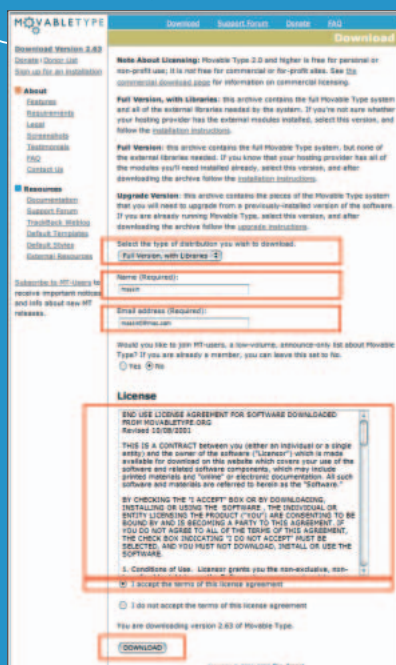 MOVABLETYPE
Download Support Forum Donate FAQ
Download
Download Version 2.63
Donate | Donor List
Sign up for an installation
About
Features
Requirements
Legal
Screenshots
Testimonials
FAQ
Contact Us
Resources
Documentation
Support Forum
TrackBack Weblog
Default Templates
Default Styles
External Resources
Subscribe to MT-Users to
receive important notices
and info about new MT
releases.
Note About Licensing: Movable Type 2.0 and higher is free for personal or
non-profit use; it is not free for commercial or for-profit sites. See the
commercial download page for information on commercial licensing.
Full Version, with Libraries: this archive contains the full Movable Type system
and all of the external libraries needed by the system. If you're not sure whether
your hosting provider has the external modules installed, select this version, and
follow the installation instructions.
Full Version: this archive contains the full Movable Type system, but none of
the external libraries needed. If you know that your hosting provider has all of
the modules you'll need installed already, select this version, and after
downloading the archive follow the installation instructions.
Upgrade Version: this archive contains the pieces of the Movable Type system
that you will need to upgrade from a previously-installed version of the software.
If you are already running Movable Type, select this version, and after
downloading the archive follow the upgrade instructions.
Select the type of distribution you wish to download.
Full Version, with Libraries
Name (Required):
Email address (Required):
Would you like to join MT-users, a low-volume, announce-only list about Movable
Type? If you are already a member, you can leave this set to No.
Yes No
License
END USE LICENSE AGREEMENT FOR SOFTWARE DOWNLOADED
FROM MOVABLETYPE.ORG
Revised 10/08/2001
THIS IS A CONTRACT between you (either an individual or a single
entity) and the owner of the software ("Licensor") which is made
available for download on this website which covers your use of the
software and related software components, which may include
printed materials and "online" or electronic documentation. All such
software and materials are referred to herein as the "Software."
BY CHECKING THE "I ACCEPT" BOX OR BY DOWNLOADING,
INSTALLING OR USING THE SOFTWARE, THE INDIVIDUAL OR
ENTITY LICENSING THE PRODUCT ("YOU") ARE CONSENTING TO BE
BOUND BY AND IS BECOMING A PARTY TO THIS AGREEMENT. IF
YOU DO NOT AGREE TO ALL OF THE TERMS OF THIS AGREEMENT,
THE CHECK BOX INDICATING "I DO NOT ACCEPT" MUST BE
SELECTED, AND YOU MUST NOT DOWNLOAD, INSTALL OR USE THE
SOFTWARE.
1. Conditions of Use. Licensor grants you the non-exclusive, non-
I accept the terms of this license agreement
I do not accept the terms of this license agreement
You are downloading version 2.63 of Movable Type.
DOWNLOAD